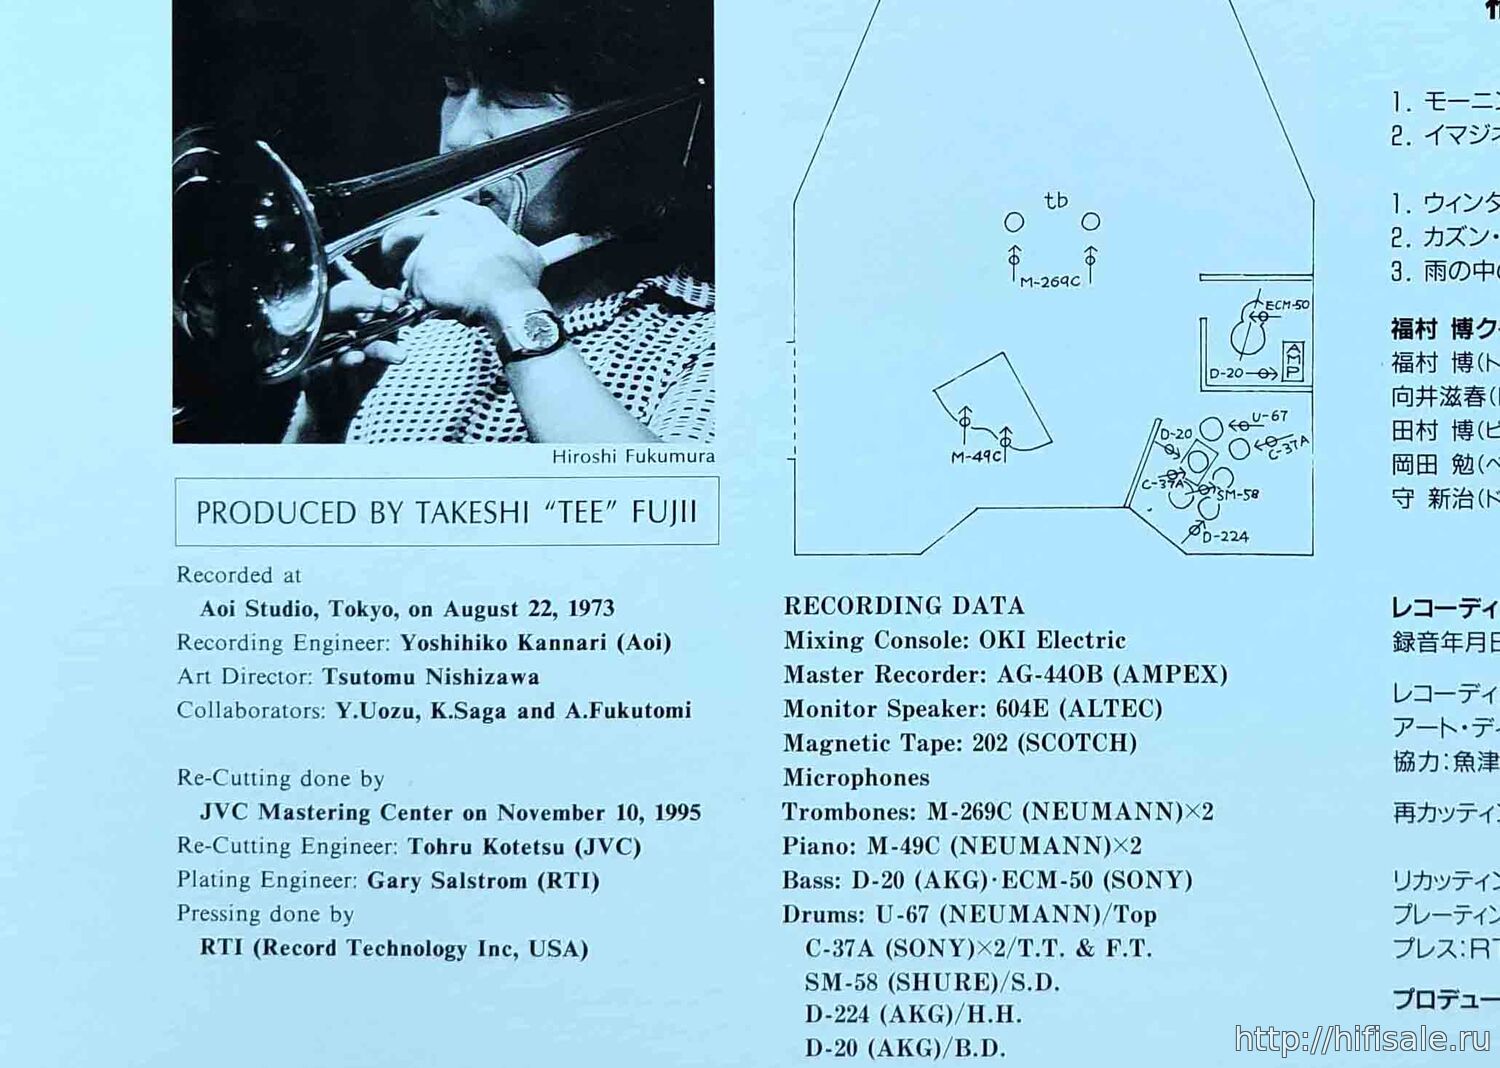 Hiroshi Fukumura
PRODUCED BY TAKESHI “TEE” FUJII
Recorded at
Aoi Studio, Tokyo, on August 22, 1973
Recording Engineer: Yoshihiko Kannari (Aoi)
Art Director: Tsutomu Nishizawa
Collaborators: Y.Uozu, K.Saga and A.Fukutomi
Re-Cutting done by
JVC Mastering Center on November 10, 1995
Re-Cutting Engineer: Tohru Kotetsu (JVC)
Plating Engineer: Gary Salstrom (RTI)
Pressing done by
RTI (Record Technology Inc, USA)
tb
M-269C
ECM-50
AMP
D-20
M-49C
U-67
D-20
C-37A
C-37A
SM-58
D-224
RECORDING DATA
Mixing Console: OKI Electric
Master Recorder: AG-440B (AMPEX)
Monitor Speaker: 604E (ALTEC)
Magnetic Tape: 202 (SCOTCH)
Microphones
Trombones: M-269C (NEUMANN)×2
Piano: M-49C (NEUMANN)×2
Bass: D-20 (AKG)·ECM-50 (SONY)
Drums: U-67 (NEUMANN)/Top
C-37A (SONY)×2/T.T. & F.T.
SM-58 (SHURE)/S.D.
D-224 (AKG)/H.H.
D-20 (AKG)/B.D.
1. モーニ
2. イマジ
1. ウィンタ
2. カズン・
3. 雨の中
福村 博ク
福村 博(ト
向井滋春(
田村 博(ピ
岡田 勉(ベ
守 新治(ド
レコーディ
録音年月日
レコーディ
アート・デ
協力:魚津
再カッティ
リカッティン
プレーティン
プレス:RT
プロデュー
http://hifisale.ru